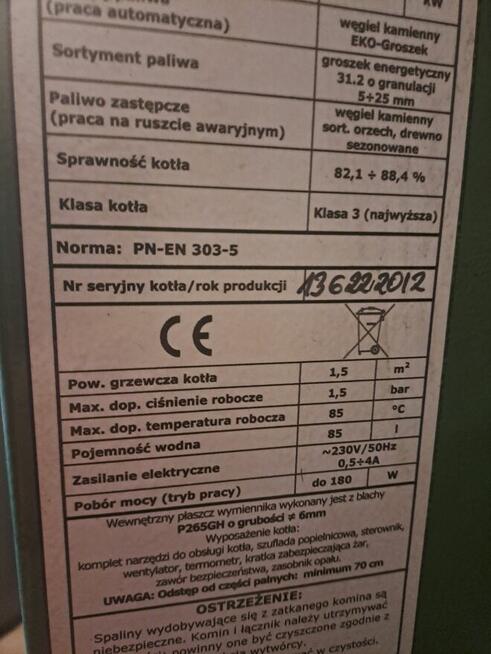 (praca automatyczna)
węgiel kamienny
EKO-Groszek
kW
Sortyment paliwa
groszek energetyczny
31.2 o granulacji
5÷25 mm
Paliwo zastępcze
(praca na ruszcie awaryjnym)
węgiel kamienny
sort. orzech, drewno
sezonowane
Sprawność kotła
82,1 ÷ 88,4 %
Klasa kotła
Klasa 3 (najwyższa)
Norma: PN-EN 303-5
Nr seryjny kotła/rok produkcji 13622/2012
CE
Pow. grzewcza kotła 1,5 m²
Max. dop. ciśnienie robocze 1,5 bar
Max. dop. temperatura robocza 85 °C
Pojemność wodna 85 l
Zasilanie elektryczne
~230V/50Hz
0,5÷4A
Pobór mocy (tryb pracy) do 180 W
Wewnętrzny płaszcz wymiennika wykonany jest z blachy
P265GH o grubości ≠ 6mm
Wyposażenie kotła:
komplet narzędzi do obsługi kotła, szuflada popielnicowa, sterownik,
wentylator, termometr, kratka zabezpieczająca żar,
zawór bezpieczeństwa, zasobnik opału.
UWAGA: Odstęp od części palnych: minimum 70 cm
OSTRZEŻENIE:
Spaliny wydobywające się z zatkanego komina są
niebezpieczne. Komin i łącznik należy utrzymywać
powinny one być czyszczone zgodnie z
wytwórcy.
w czystości.